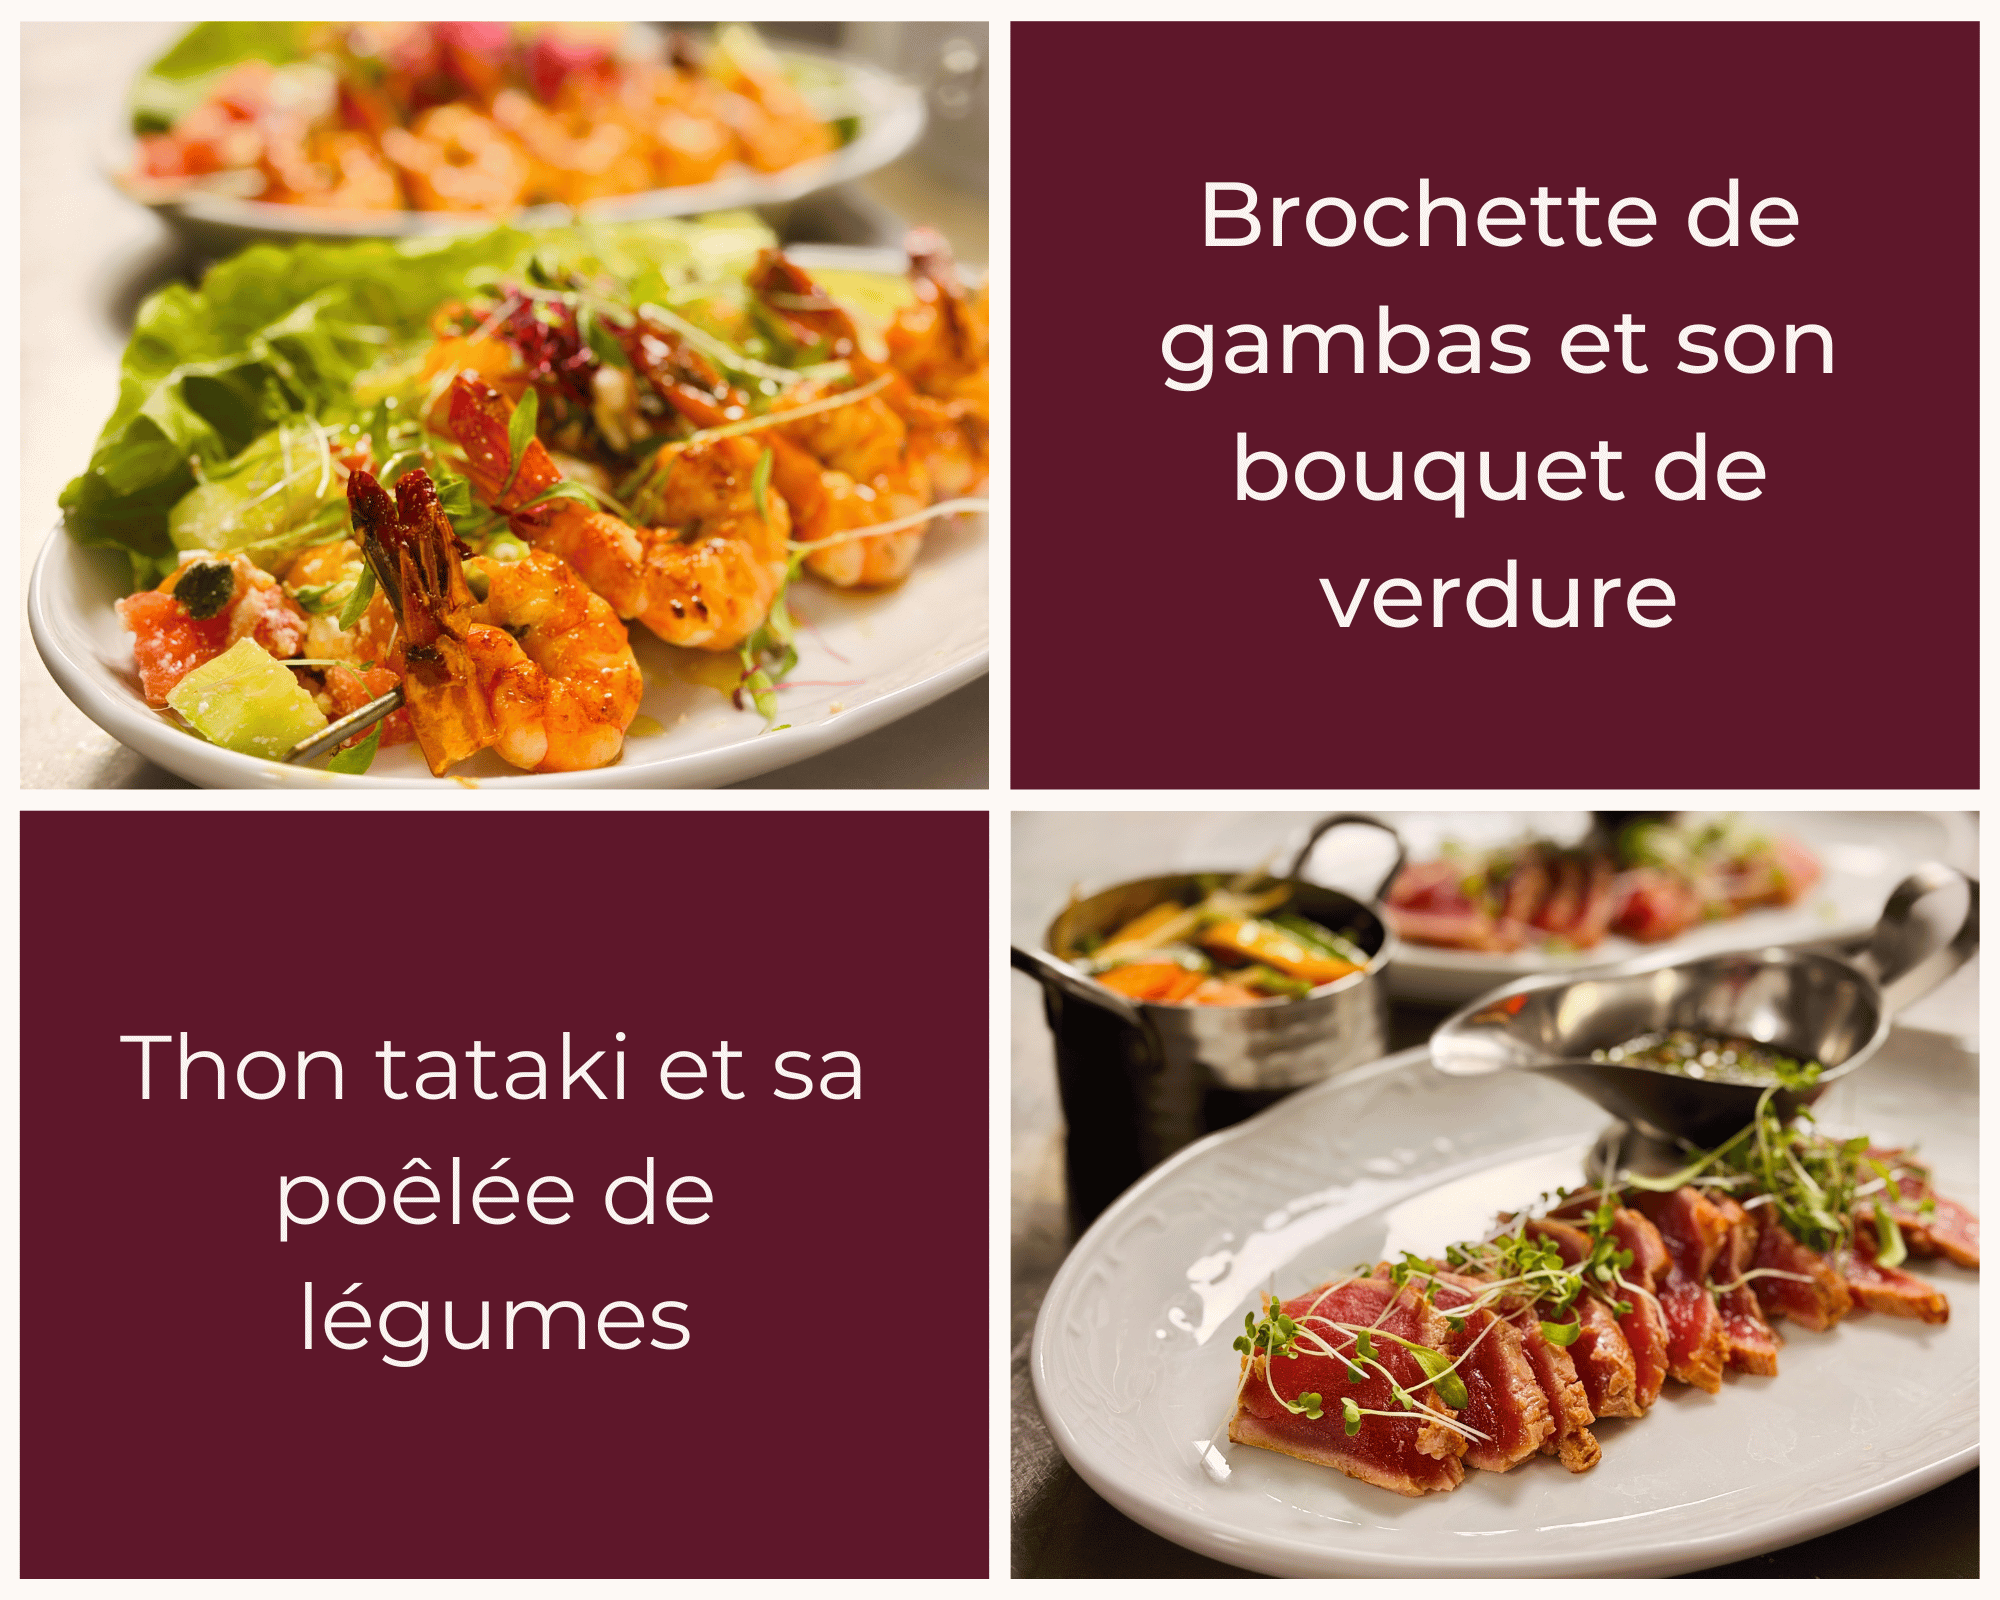 Brochette de
gambas et son
bouquet de
verdure
Thon tataki et sa
poêlée de
légumes